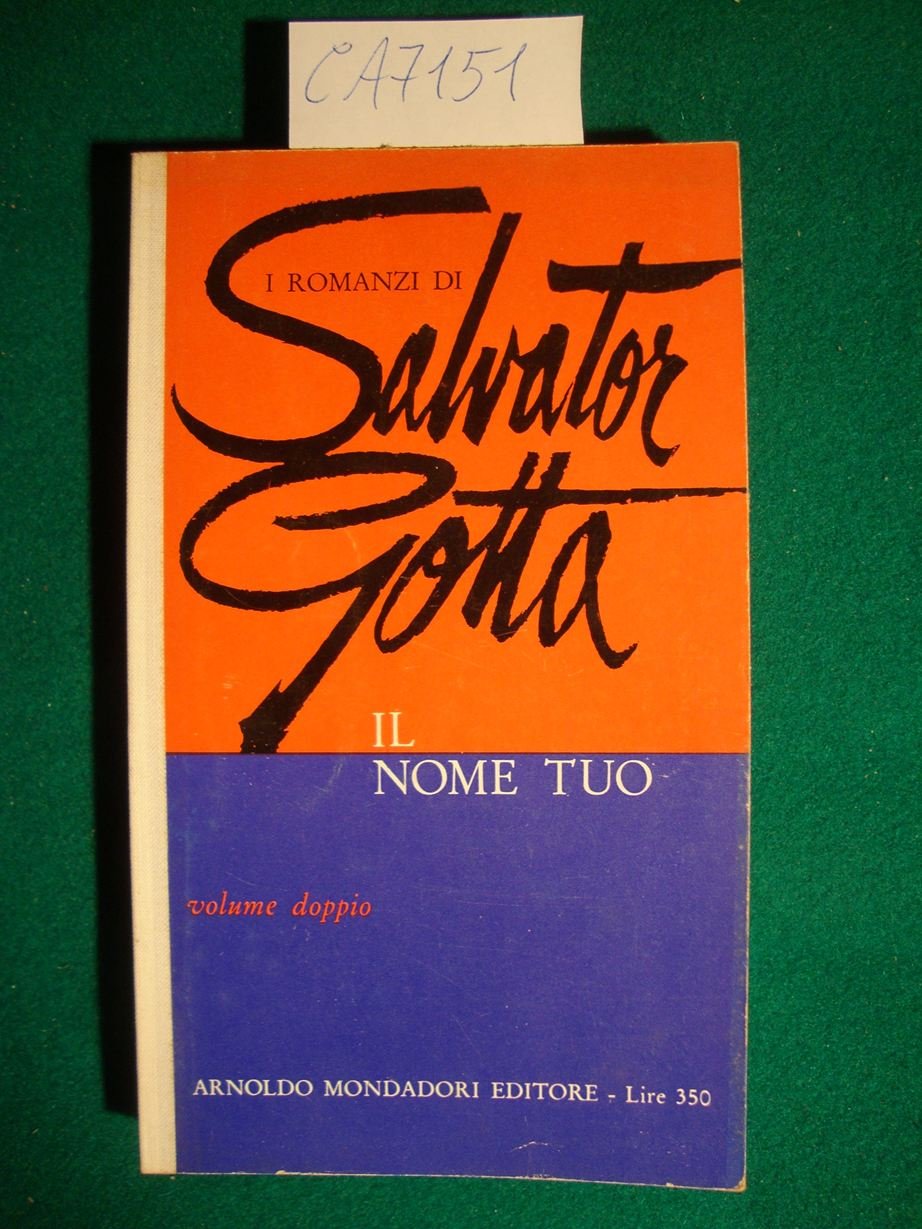 CA7151
I ROMANZI DI
Salvator
Gotta
IL
NOME TUO
volume doppio
ARNOLDO MONDADORI EDITORE - Lire 350